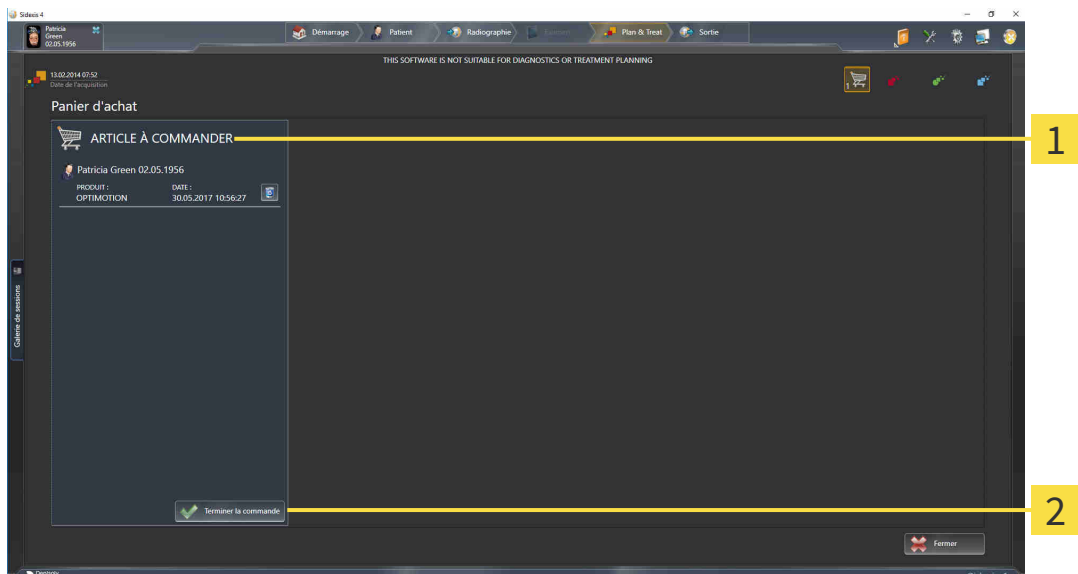 Sidexis 4
Patricia
Green
02.05.1956
Démarrage
Patient
Radiographie
Plan & Treat
Sortie
THIS SOFTWARE IS NOT SUITABLE FOR DIAGNOSTICS OR TREATMENT PLANNING
13.02.2014 07:52
Date de l'acquisition
1
Panier d'achat
ARTICLE À COMMANDER
1
Patricia Green 02.05.1956
PRODUIT : DATE :
OPTIMOTION 30.05.2017 10:56:27
Galerie de sessions
Terminer la commande
2
Fermer